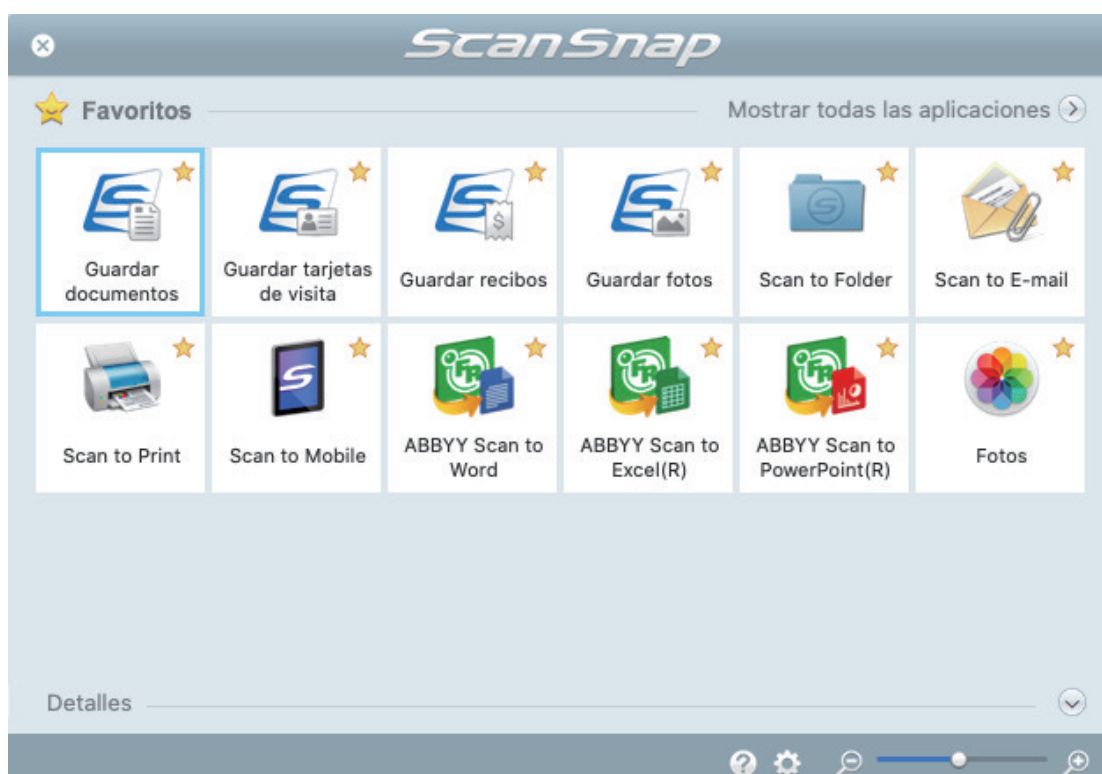 ScanSnap
Favoritos
Mostrar todas las aplicaciones
Guardar
documentos
Guardar tarjetas
de visita
Guardar recibos
Guardar fotos
Scan to Folder
Scan to E-mail
Scan to Print
Scan to Mobile
ABBYY Scan to
Word
ABBYY Scan to
Excel(R)
ABBYY Scan to
PowerPoint(R)
Fotos
Detalles